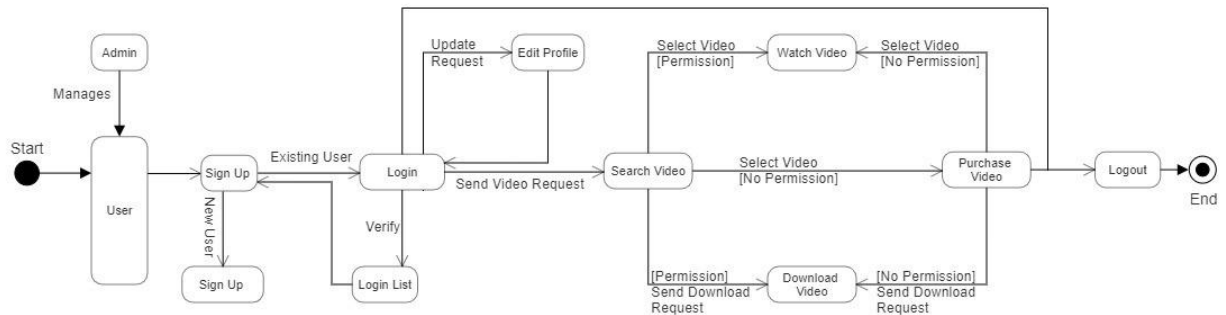 Admin
Manages
Start
User
Sign Up
New User
Sign Up
Existing User
Login
Update
Request
Edit Profile
Verify
Login List
Send Video Request
Search Video
Select Video
[Permission]
Watch Video
Select Video
[No Permission]
Select Video
[No Permission]
Purchase
Video
[Permission]
Send Download
Request
Download
Video
[No Permission]
Send Download
Request
Logout
End